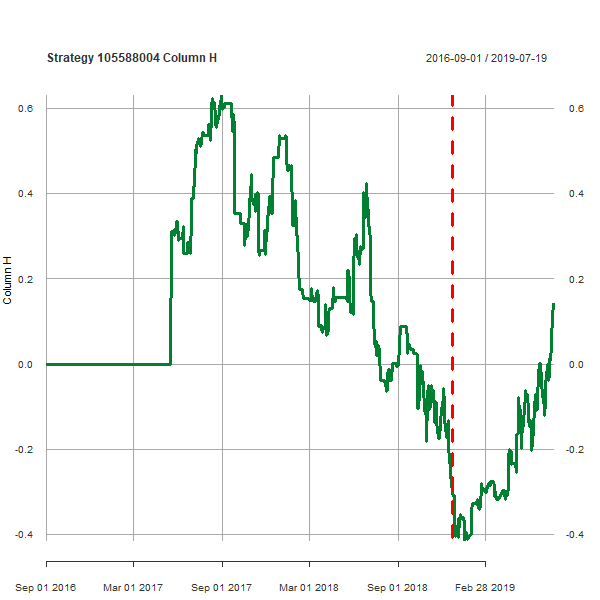 Strategy 105588004 Column H
2016-09-01 / 2019-07-19
0.6
0.4
0.2
0.0
-0.2
-0.4
0.6
0.4
0.2
0.0
-0.2
-0.4
Column H
Sep 01 2016
Mar 01 2017
Sep 01 2017
Mar 01 2018
Sep 01 2018
Feb 28 2019